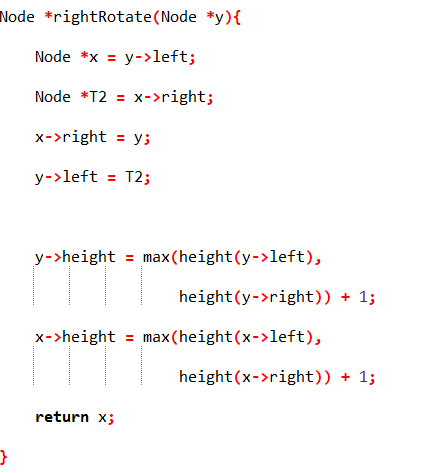 Node *rightRotate(Node *y){
Node *x = y->left;
Node *T2 = x->right;
x->right = y;
y->left = T2;
y->height = max(height(y->left),
height(y->right)) + 1;
x->height = max(height(x->left),
height(x->right)) + 1;
return x;
}